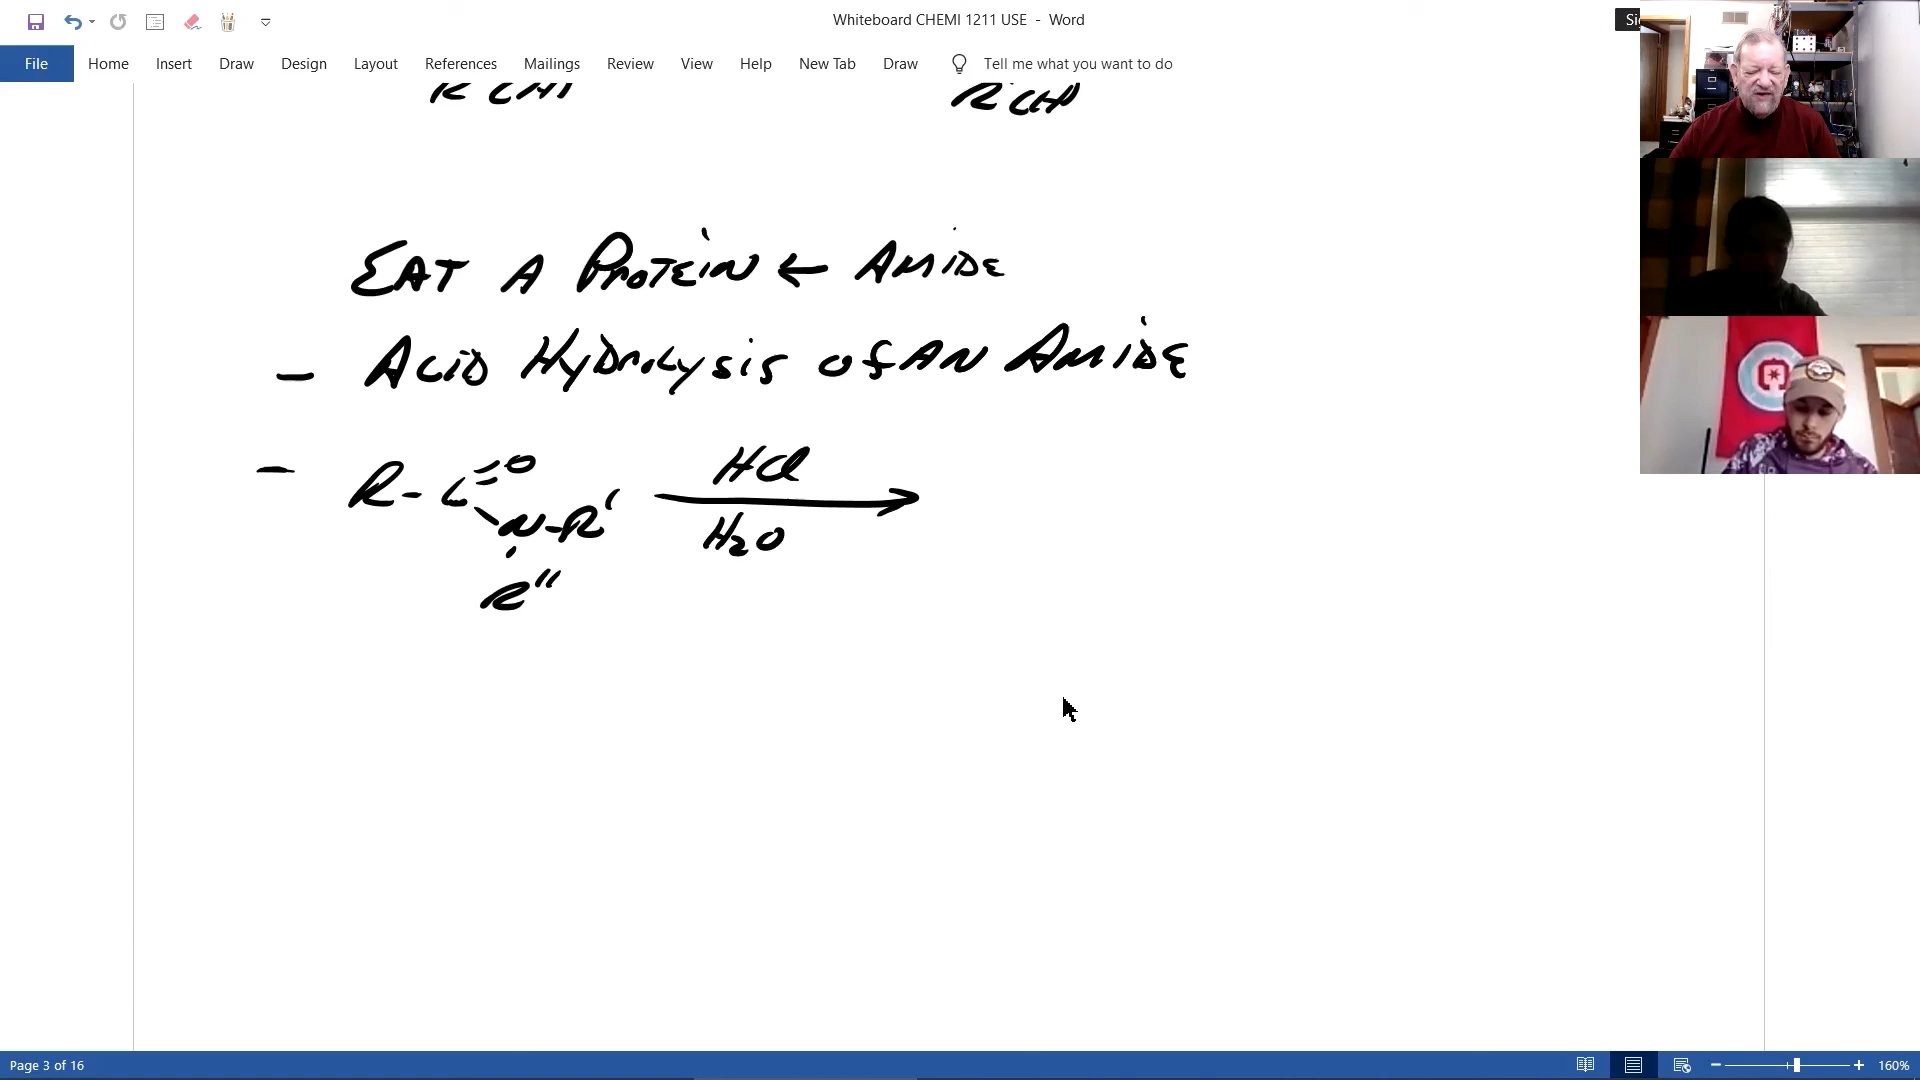 Whiteboard CHEMI 1211 USE - Word
File Home Insert Draw Design Layout References Mailings Review View Help New Tab Draw Tell me what you want to do
EAT A PROTEIN ← AMIDE
- ACID HYDROLYSIS OF AN AMIDE
- R-C=O HCl
N-R' H2O
R"
Page 3 of 16 160%